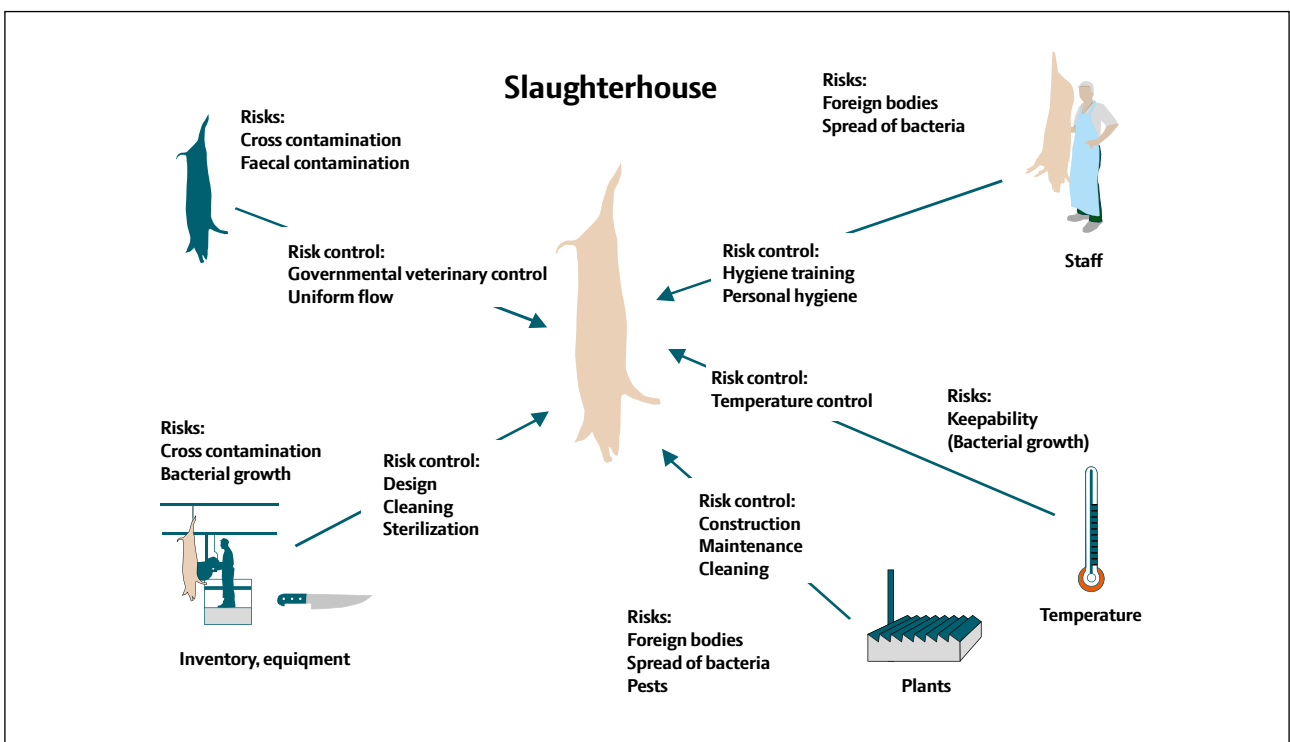 Slaughterhouse
Risks:
Cross contamination
Faecal contamination
Risk control:
Governmental veterinary control
Uniform flow
Risks:
Foreign bodies
Spread of bacteria
Staff
Risk control:
Hygiene training
Personal hygiene
Risk control:
Temperature control
Risks:
Keepability
(Bacterial growth)
Temperature
Risks:
Cross contamination
Bacterial growth
Inventory, equiqment
Risk control:
Design
Cleaning
Sterilization
Risk control:
Construction
Maintenance
Cleaning
Risks:
Foreign bodies
Spread of bacteria
Pests
Plants